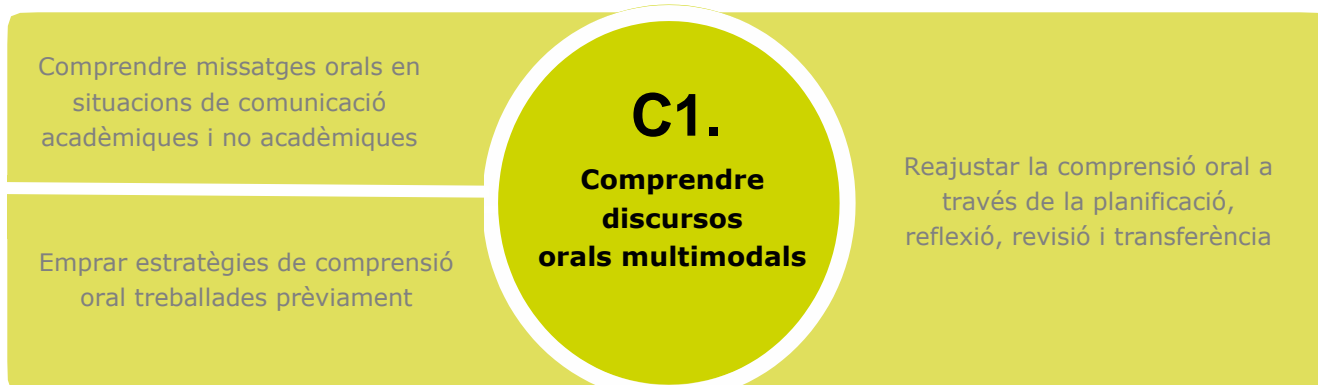 Comprendre missatges orals en
situacions de comunicació
acadèmiques i no acadèmiques
Emprar estratègies de comprensió
oral treballades prèviament
C1.
Comprendre
discursos
orals multimodals
Reajustar la comprensió oral a
través de la planificació,
reflexió, revisió i transferència